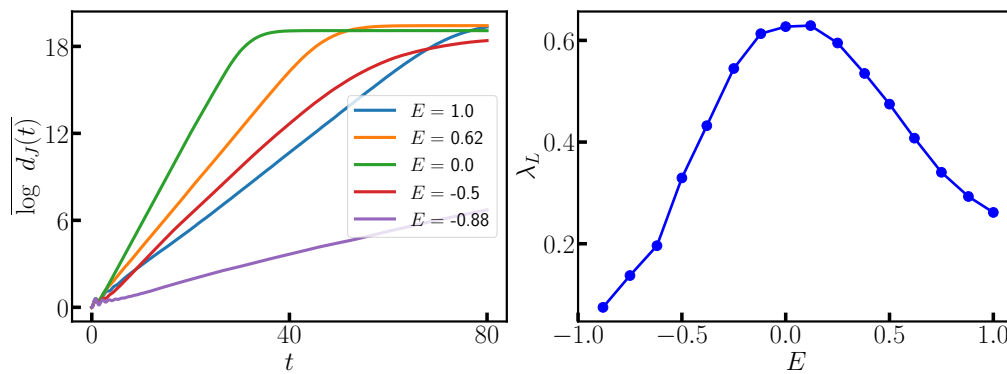 18
12
6
0
0
40
80
t
log d_J(t)
E = 1.0
E = 0.62
E = 0.0
E = -0.5
E = -0.88
0.6
0.4
0.2
λ_L
−1.0
−0.5
0.0
0.5
1.0
E